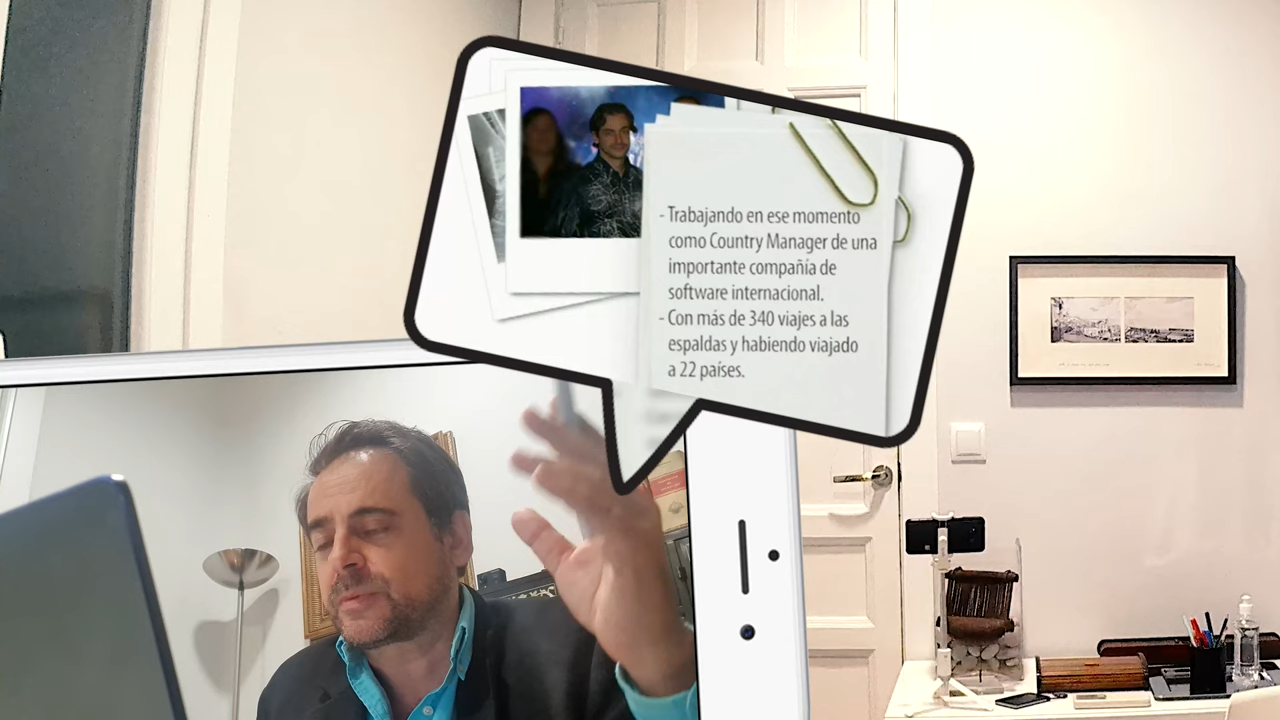 - Trabajando en ese momento
como Country Manager de una
importante compañía de
software internacional.
- Con más de 340 viajes a las
espaldas y habiendo viajado
a 22 países.